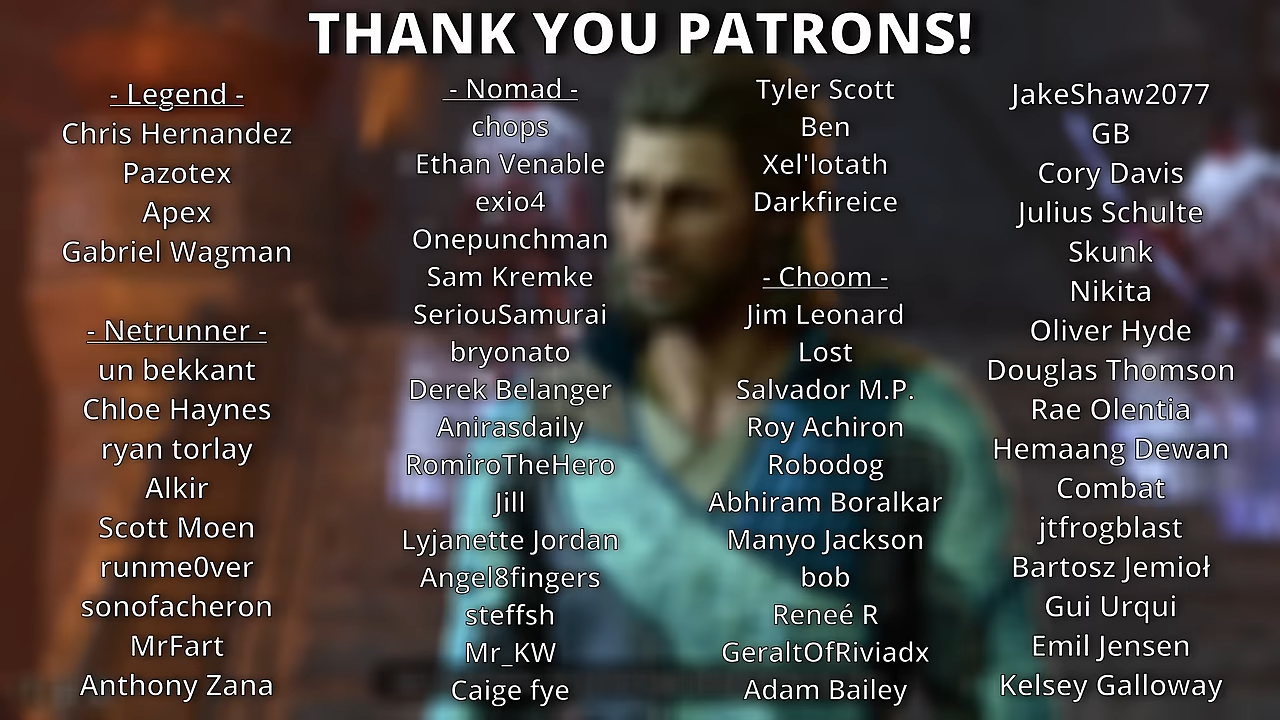 THANK YOU PATRONS!
- Legend -
Chris Hernandez
Pazotex
Apex
Gabriel Wagman
- Netrunner -
un bekkant
Chloe Haynes
ryan torlay
Alkir
Scott Moen
runme0ver
sonofacheron
MrFart
Anthony Zana
- Nomad -
chops
Ethan Venable
exio4
Onepunchman
Sam Kremke
SeriouSamurai
bryonato
Derek Belanger
Anirasdaily
RomiroTheHero
Jill
Lyjanette Jordan
Angel8fingers
steffsh
Mr_KW
Caige fye
Tyler Scott
Ben
Xel'lotath
Darkfireice
- Choom -
Jim Leonard
Lost
Salvador M.P.
Roy Achiron
Robodog
Abhiram Boralkar
Manyo Jackson
bob
Reneé R
GeraltOfRiviadx
Adam Bailey
JakeShaw2077
GB
Cory Davis
Julius Schulte
Skunk
Nikita
Oliver Hyde
Douglas Thomson
Rae Olentia
Hemaang Dewan
Combat
jtfrogblast
Bartosz Jemioł
Gui Urqui
Emil Jensen
Kelsey Galloway